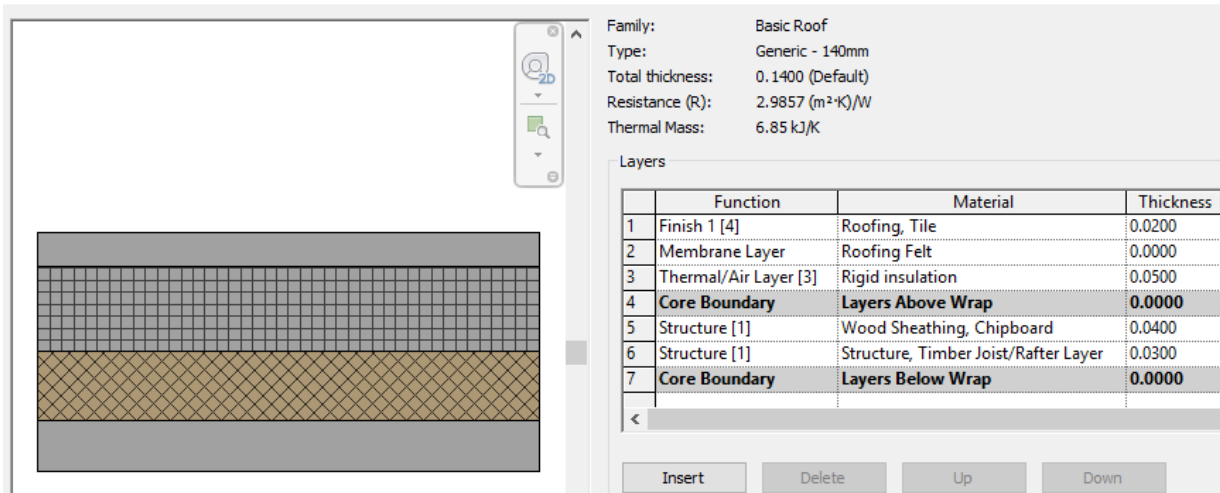 2D
Family: Basic Roof
Type: Generic - 140mm
Total thickness: 0.1400 (Default)
Resistance (R): 2.9857 (m²·K)/W
Thermal Mass: 6.85 kJ/K
Layers
Function Material Thickness
1 Finish 1 [4] Roofing, Tile 0.0200
2 Membrane Layer Roofing Felt 0.0000
3 Thermal/Air Layer [3] Rigid insulation 0.0500
4 Core Boundary Layers Above Wrap 0.0000
5 Structure [1] Wood Sheathing, Chipboard 0.0400
6 Structure [1] Structure, Timber Joist/Rafter Layer 0.0300
7 Core Boundary Layers Below Wrap 0.0000
Insert Delete Up Down